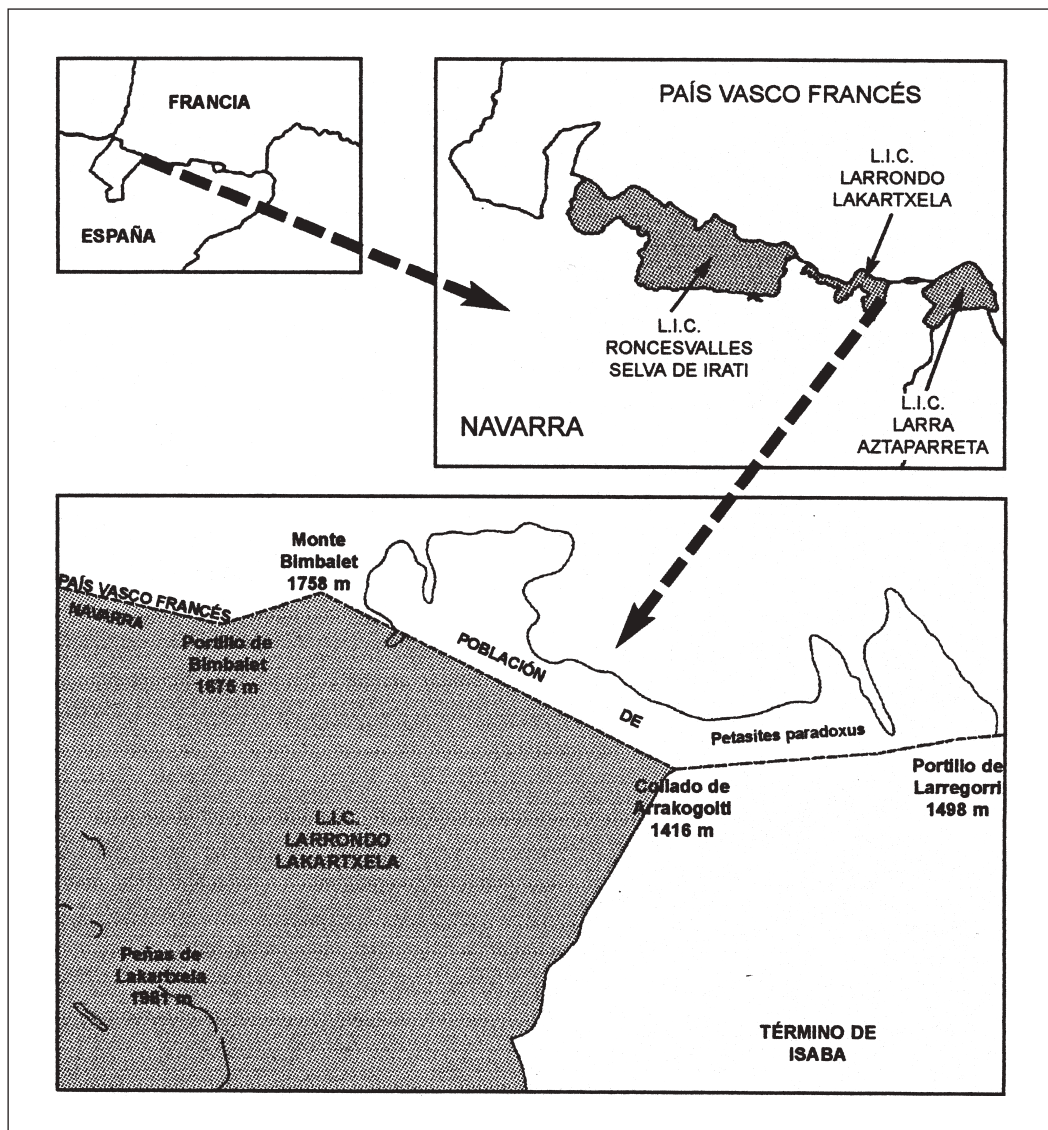 FRANCIA
ESPAÑA
PAÍS VASCO FRANCÉS
L.I.C.
LARRONDO
LAKARTXELA
L.I.C.
RONCESVALLES
SELVA DE IRATI
L.I.C.
LARRA
AZTAPARRETA
NAVARRA
Monte
Bimbalet
1758 m
PAÍS VASCO FRANCÉS
NAVARRA
Portillo de
Bimbalet
1675 m
POBLACIÓN
DE
Petasites paradoxus
Collado de
Arrakogoiti
1416 m
Portillo de
Larregorri
1498 m
L.I.C.
LARRONDO
LAKARTXELA
Peñas de
Lakartxela
1981 m
TÉRMINO DE
ISABA